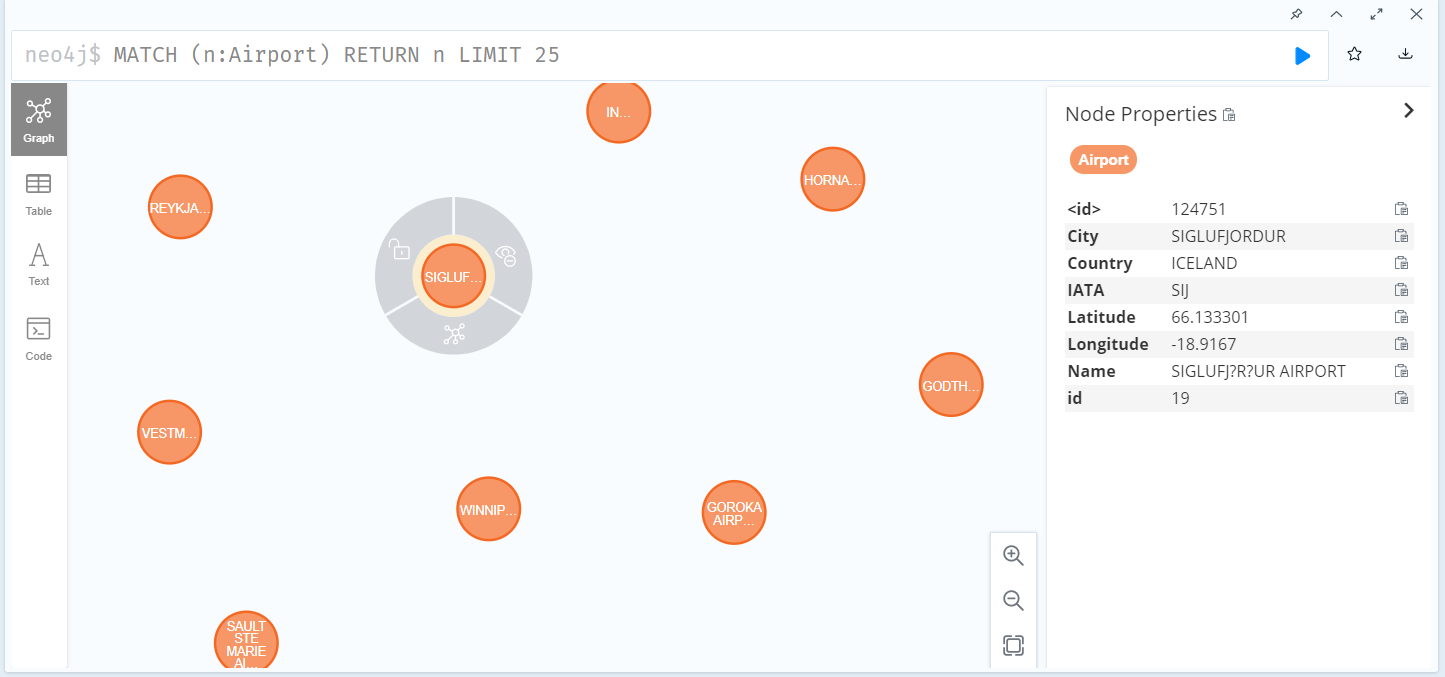 neo4j$ MATCH (n:Airport) RETURN n LIMIT 25
Graph
Table
Text
Code
IN...
HORNA...
REYKJA...
SIGLUF...
GODTH...
VESTM...
WINNIP...
GOROKA
AIRP...
SAULT
STE
MARIE
AI...
Node Properties
Airport
<id> 124751
City SIGLUFJORDUR
Country ICELAND
IATA SIJ
Latitude 66.133301
Longitude -18.9167
Name SIGLUFJ?R?UR AIRPORT
id 19